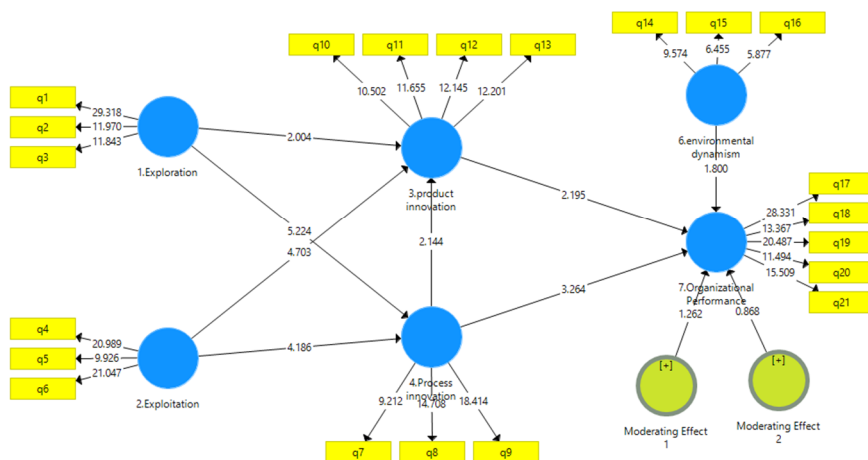 q10
q11
q12
q13
q14
q15
q16
10.502
11.655
12.145
12.201
9.574
6.455
5.877
q1
q2
q3
29.318
11.970
11.843
1.Exploration
2.004
3.product
innovation
6.environmental
dynamism
1.800
2.195
5.224
4.703
2.144
q17
q18
q19
q20
q21
28.331
13.367
20.487
11.494
15.509
7.Organizational
Performance
3.264
1.262
0.868
q4
q5
q6
20.989
9.926
21.047
2.Exploitation
4.186
4.Process
innovation
9.212
14.708
18.414
q7
q8
q9
[+]
[+]
Moderating Effect
1
Moderating Effect
2